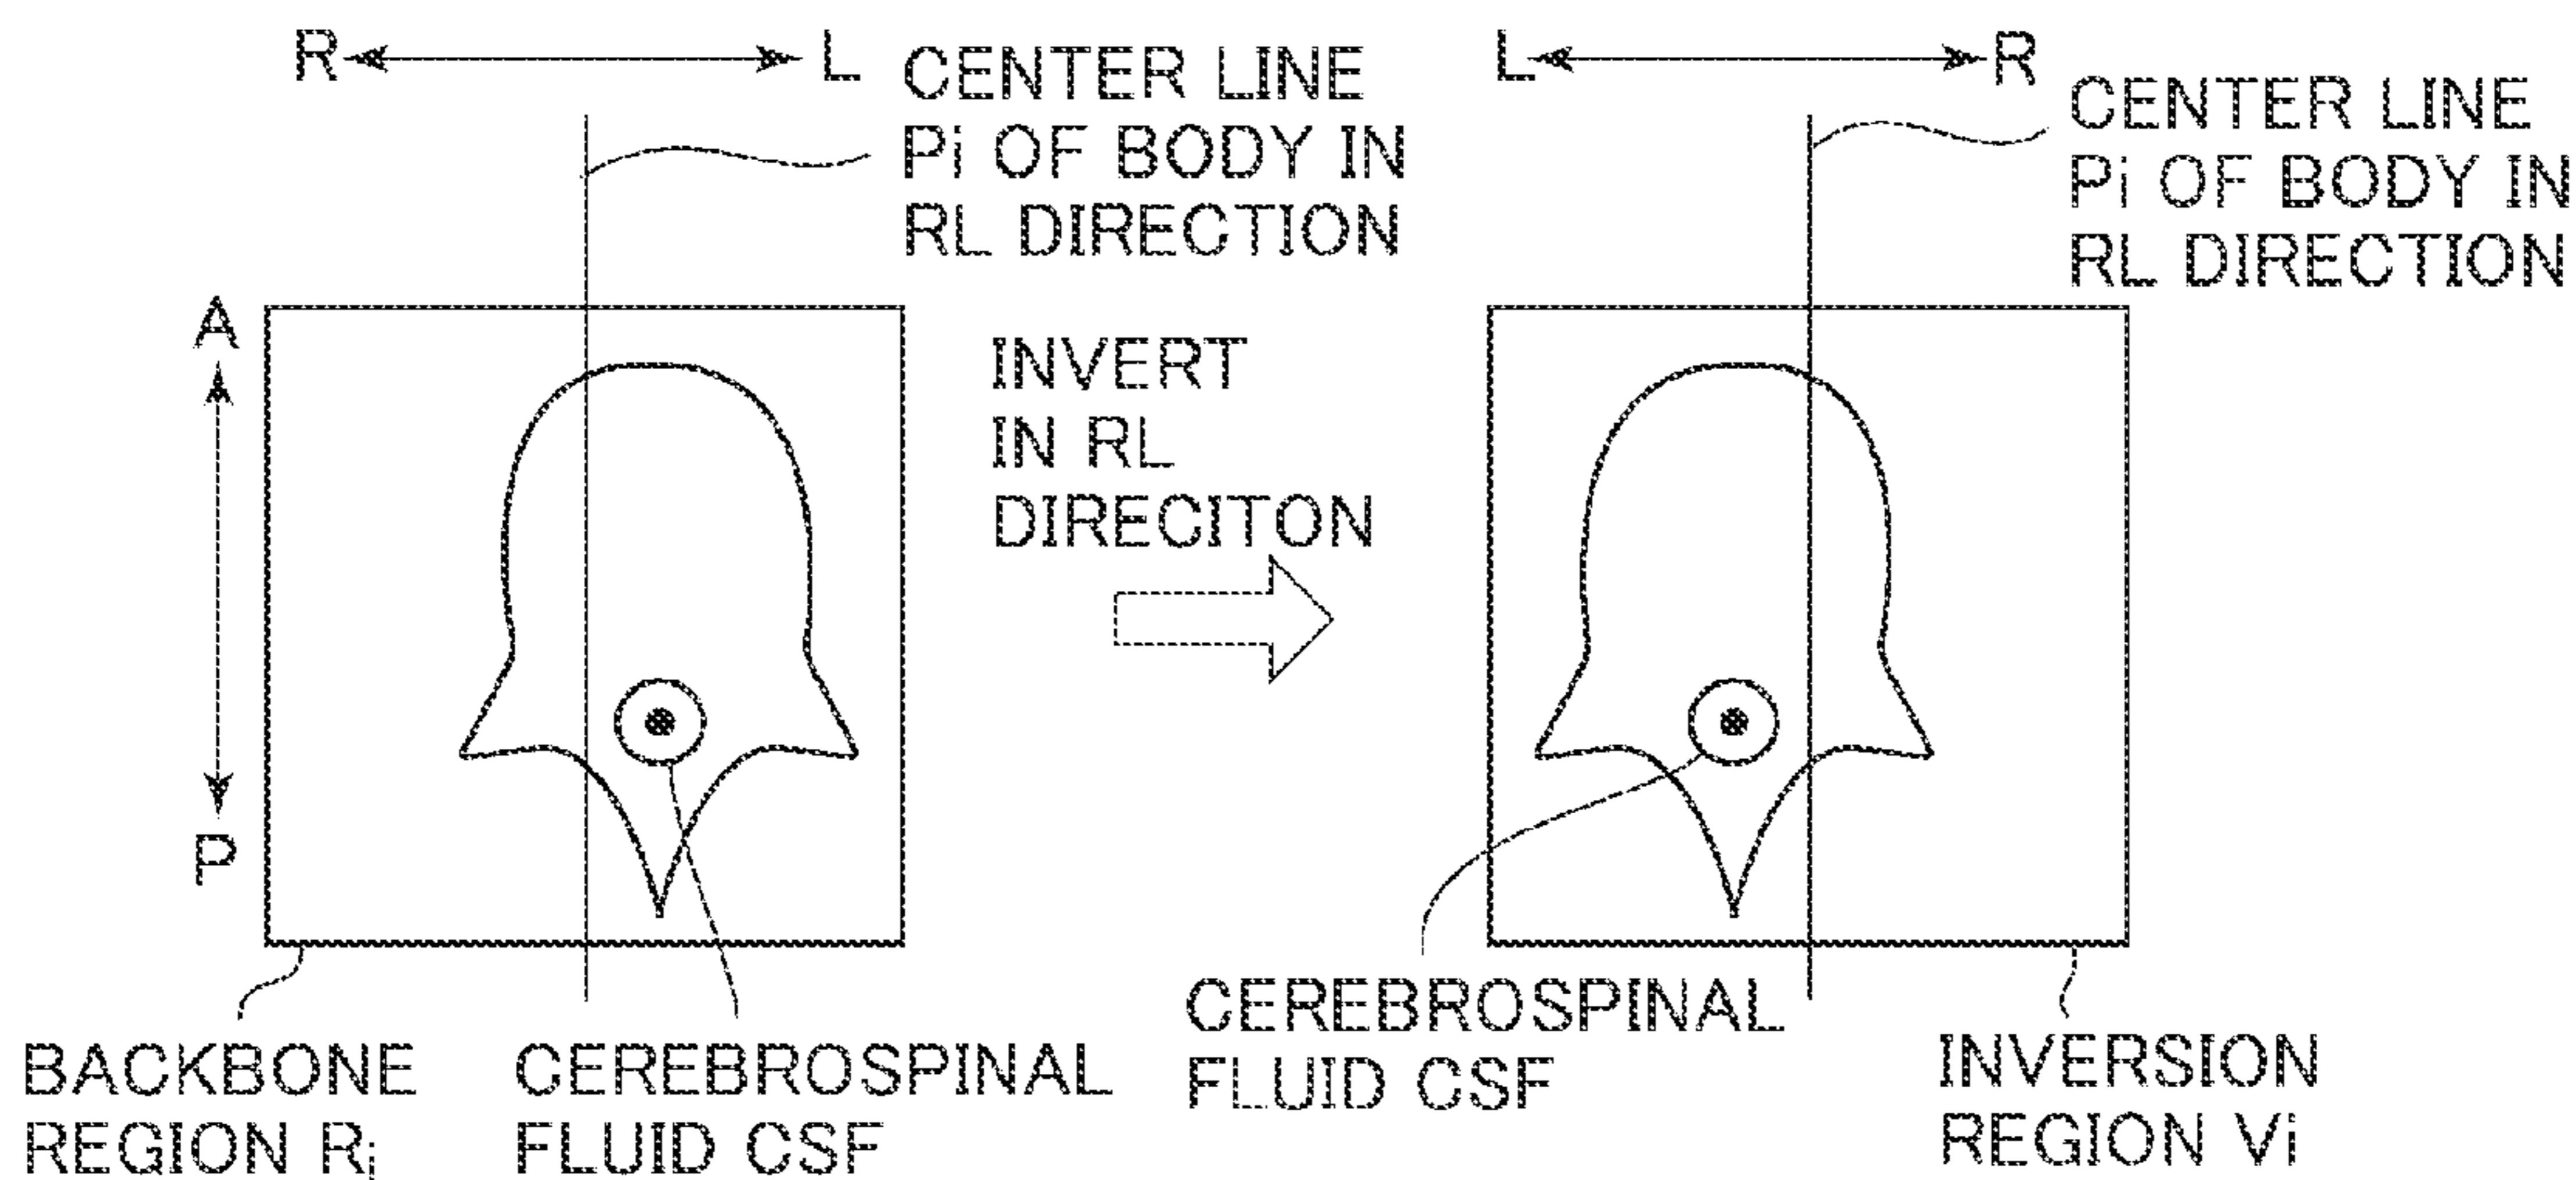 R L
CENTER LINE
Pi OF BODY IN
RL DIRECTION
L R
CENTER LINE
Pi OF BODY IN
RL DIRECTION
A
P
INVERT
IN RL
DIRECITON
BACKBONE
REGION Ri
CEREBROSPINAL
FLUID CSF
CEREBROSPINAL
FLUID CSF
INVERSION
REGION Vi